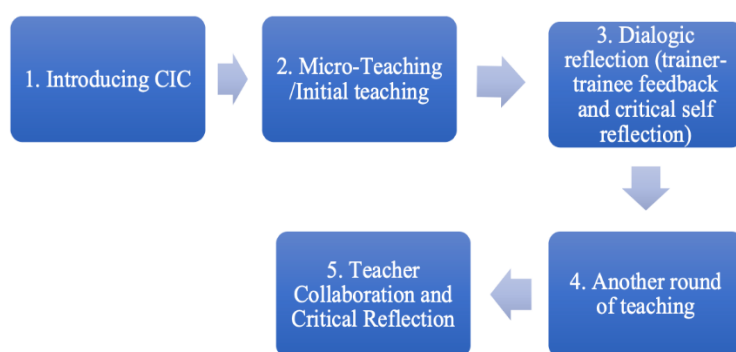 1. Introducing CIC
2. Micro-Teaching
/Initial teaching
3. Dialogic
reflection (trainer-
trainee feedback
and critical self
reflection)
4. Another round
of teaching
5. Teacher
Collaboration and
Critical Reflection